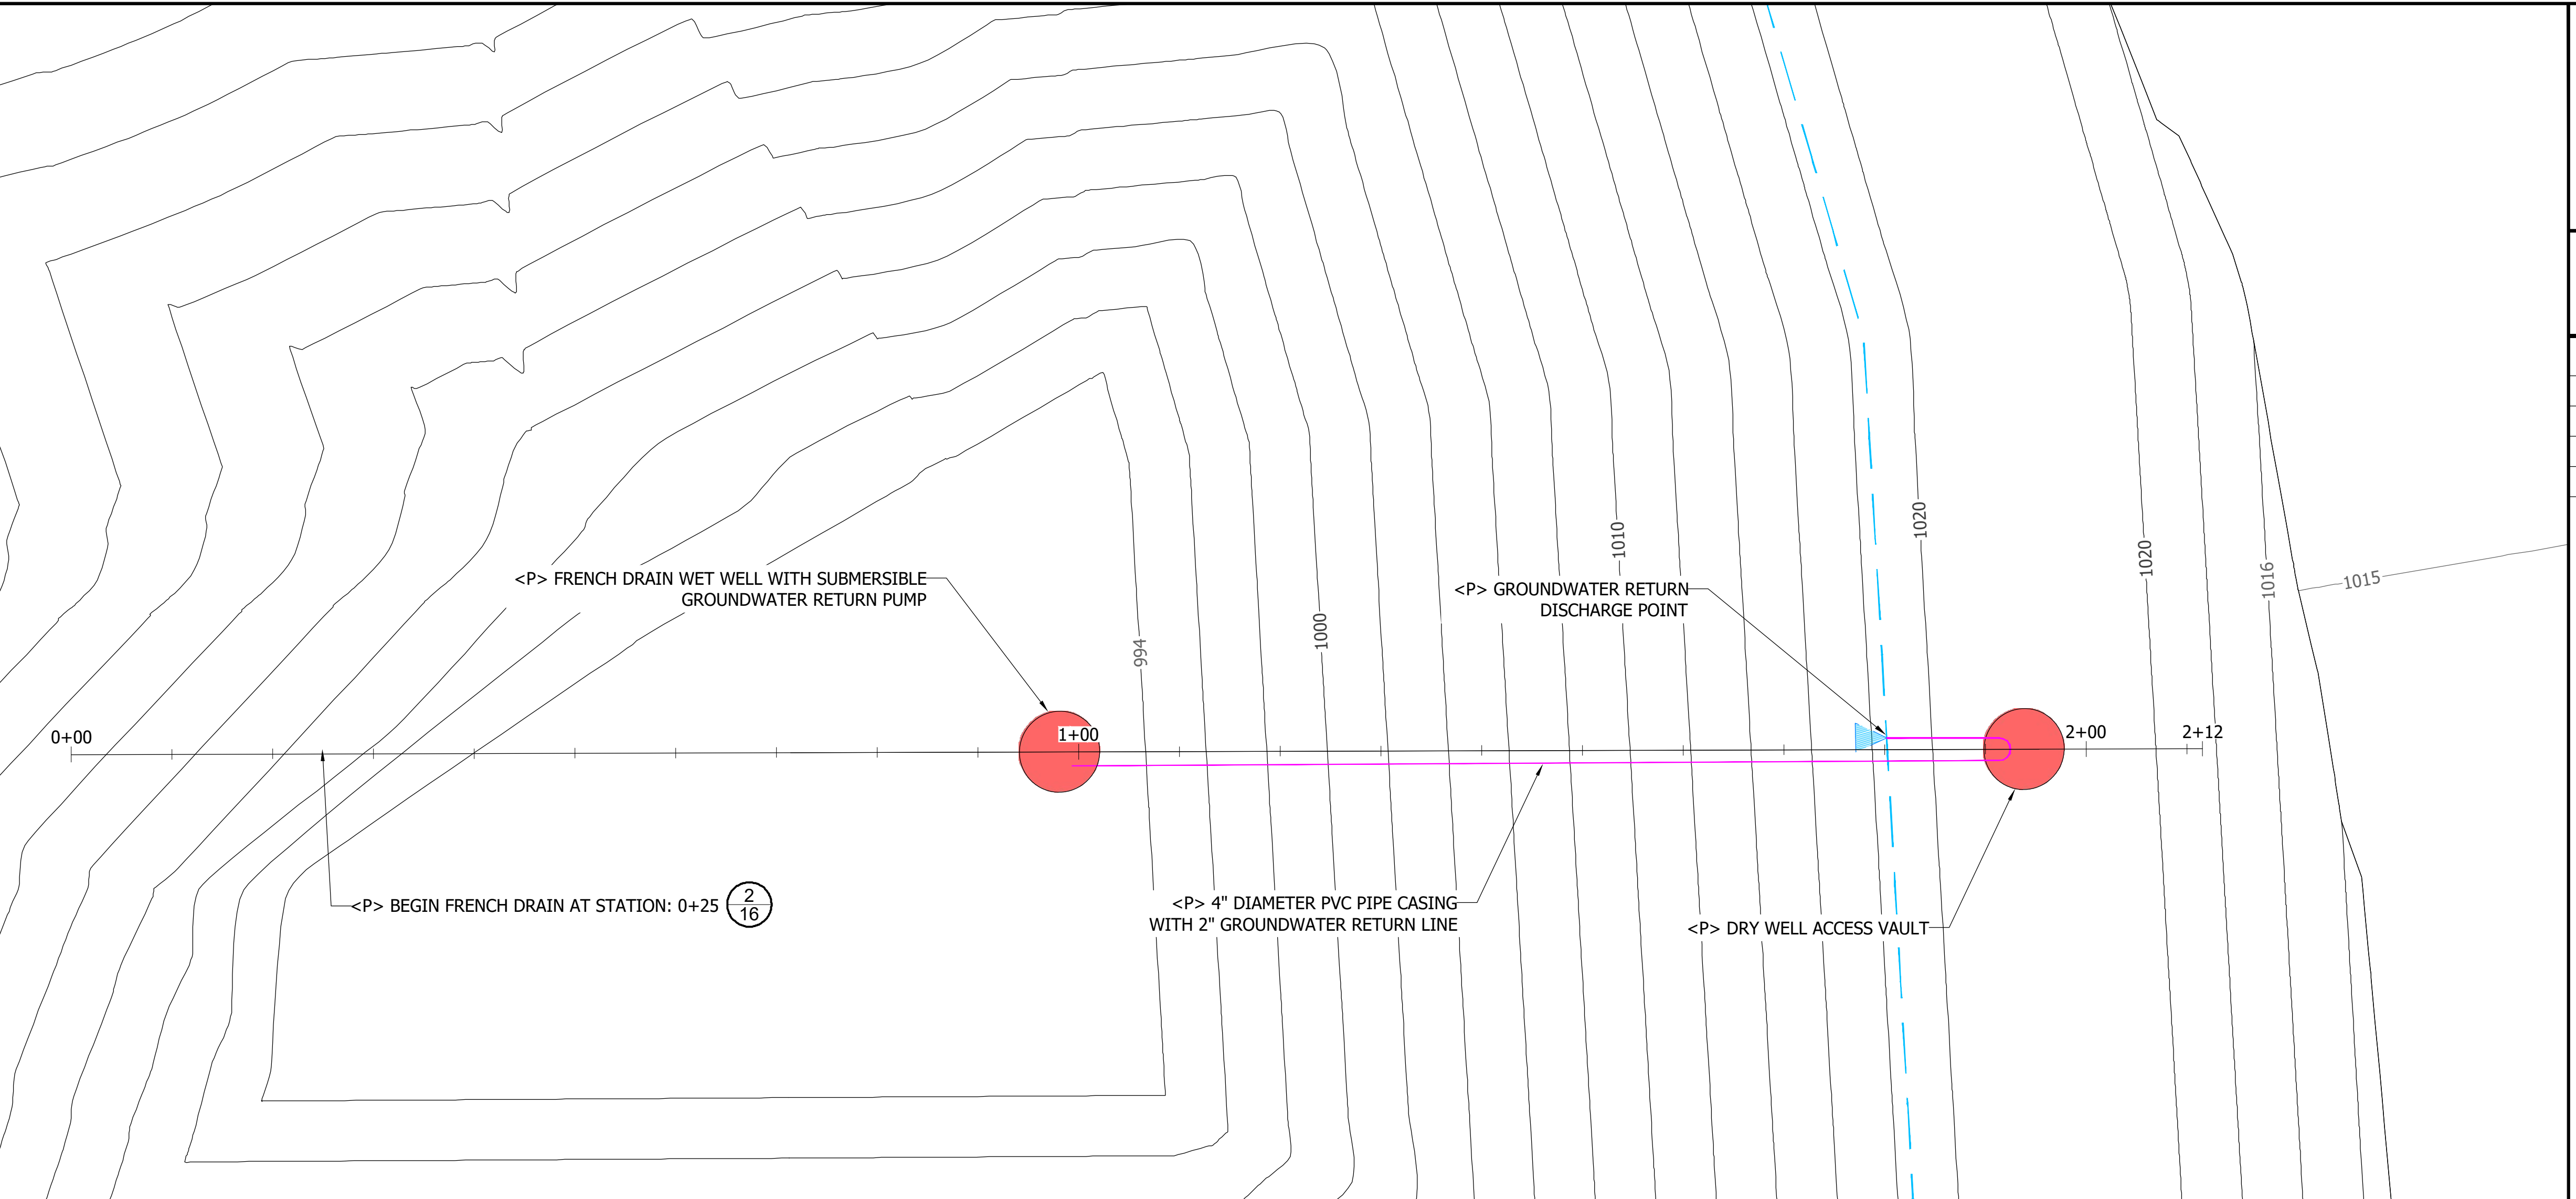 <P> FRENCH DRAIN WET WELL WITH SUBMERSIBLE
GROUNDWATER RETURN PUMP
<P> GROUNDWATER RETURN
DISCHARGE POINT
994
1000
1010
1020
1020
1016
1015
0+00
1+00
2+00
2+12
<P> BEGIN FRENCH DRAIN AT STATION: 0+25
2
16
<P> 4" DIAMETER PVC PIPE CASING
WITH 2" GROUNDWATER RETURN LINE
<P> DRY WELL ACCESS VAULT